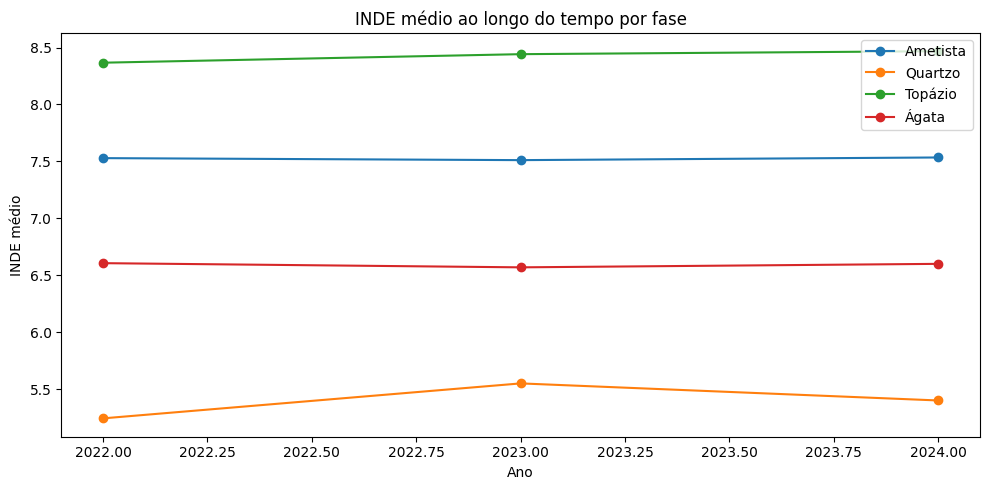 INDE médio ao longo do tempo por fase
8.5
8.0
7.5
7.0
6.5
6.0
5.5
INDE médio
Ametista
Quartzo
Topázio
Ágata
2022.00 2022.25 2022.50 2022.75 2023.00 2023.25 2023.50 2023.75 2024.00
Ano